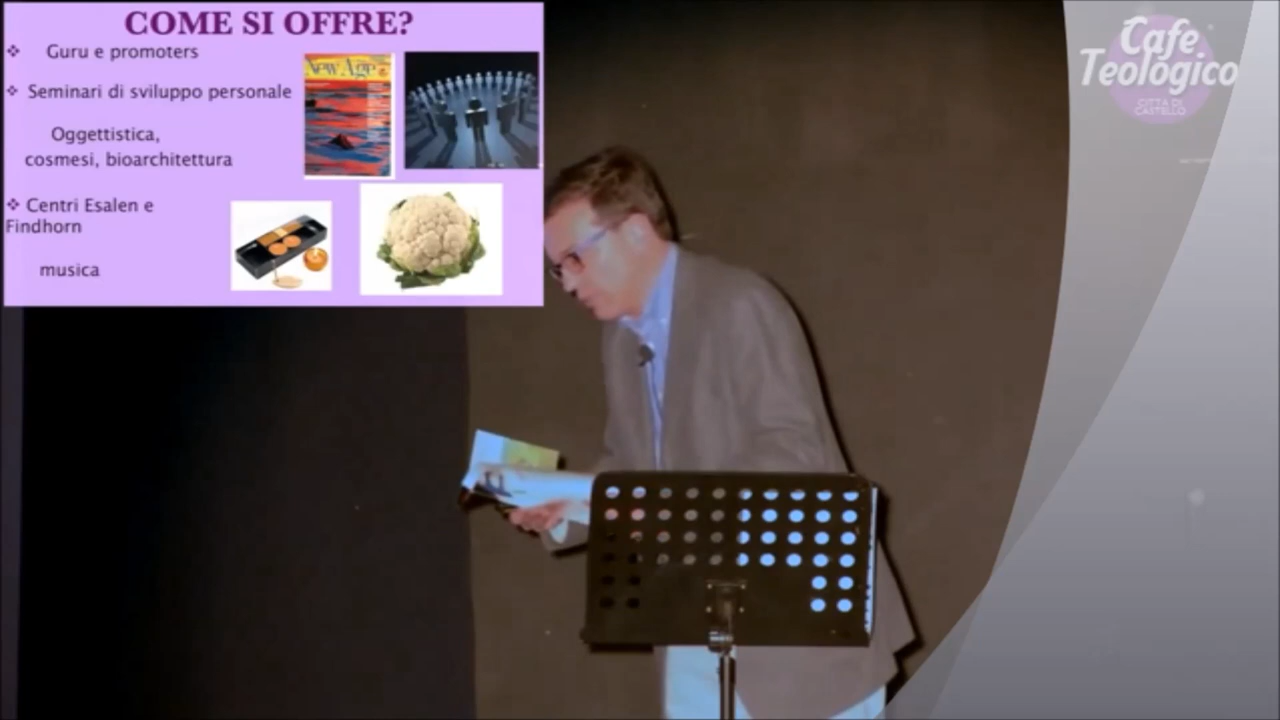 COME SI OFFRE?
❖ Guru e promoters
❖ Seminari di sviluppo personale
Oggettistica,
cosmesi, bioarchitettura
❖ Centri Esalen e
Findhorn
musica
New Age
Cafe
Teologico
CITTÀ DI
CASTELLO